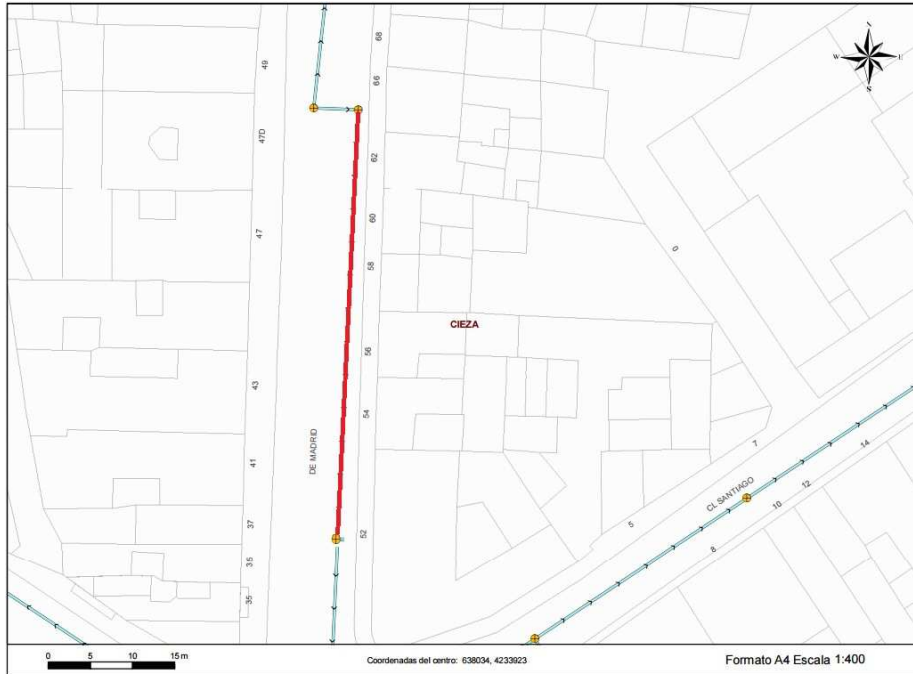 N
W
E
S
68
66
49
47D
62
60
47
58
0
CIEZA
56
43
54
DE MADRID
41
7
14
CL SANTIAGO
12
10
5
8
37
52
35
35
0 5 10 15 m
Coordenadas del centro: 638034, 4233923
Formato A4 Escala 1:400